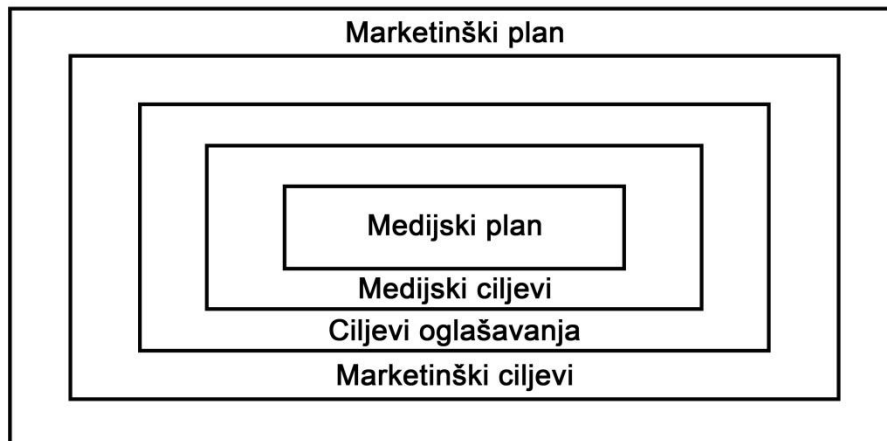 Marketinški plan
Medijski plan
Medijski ciljevi
Ciljevi oglašavanja
Marketinški ciljevi